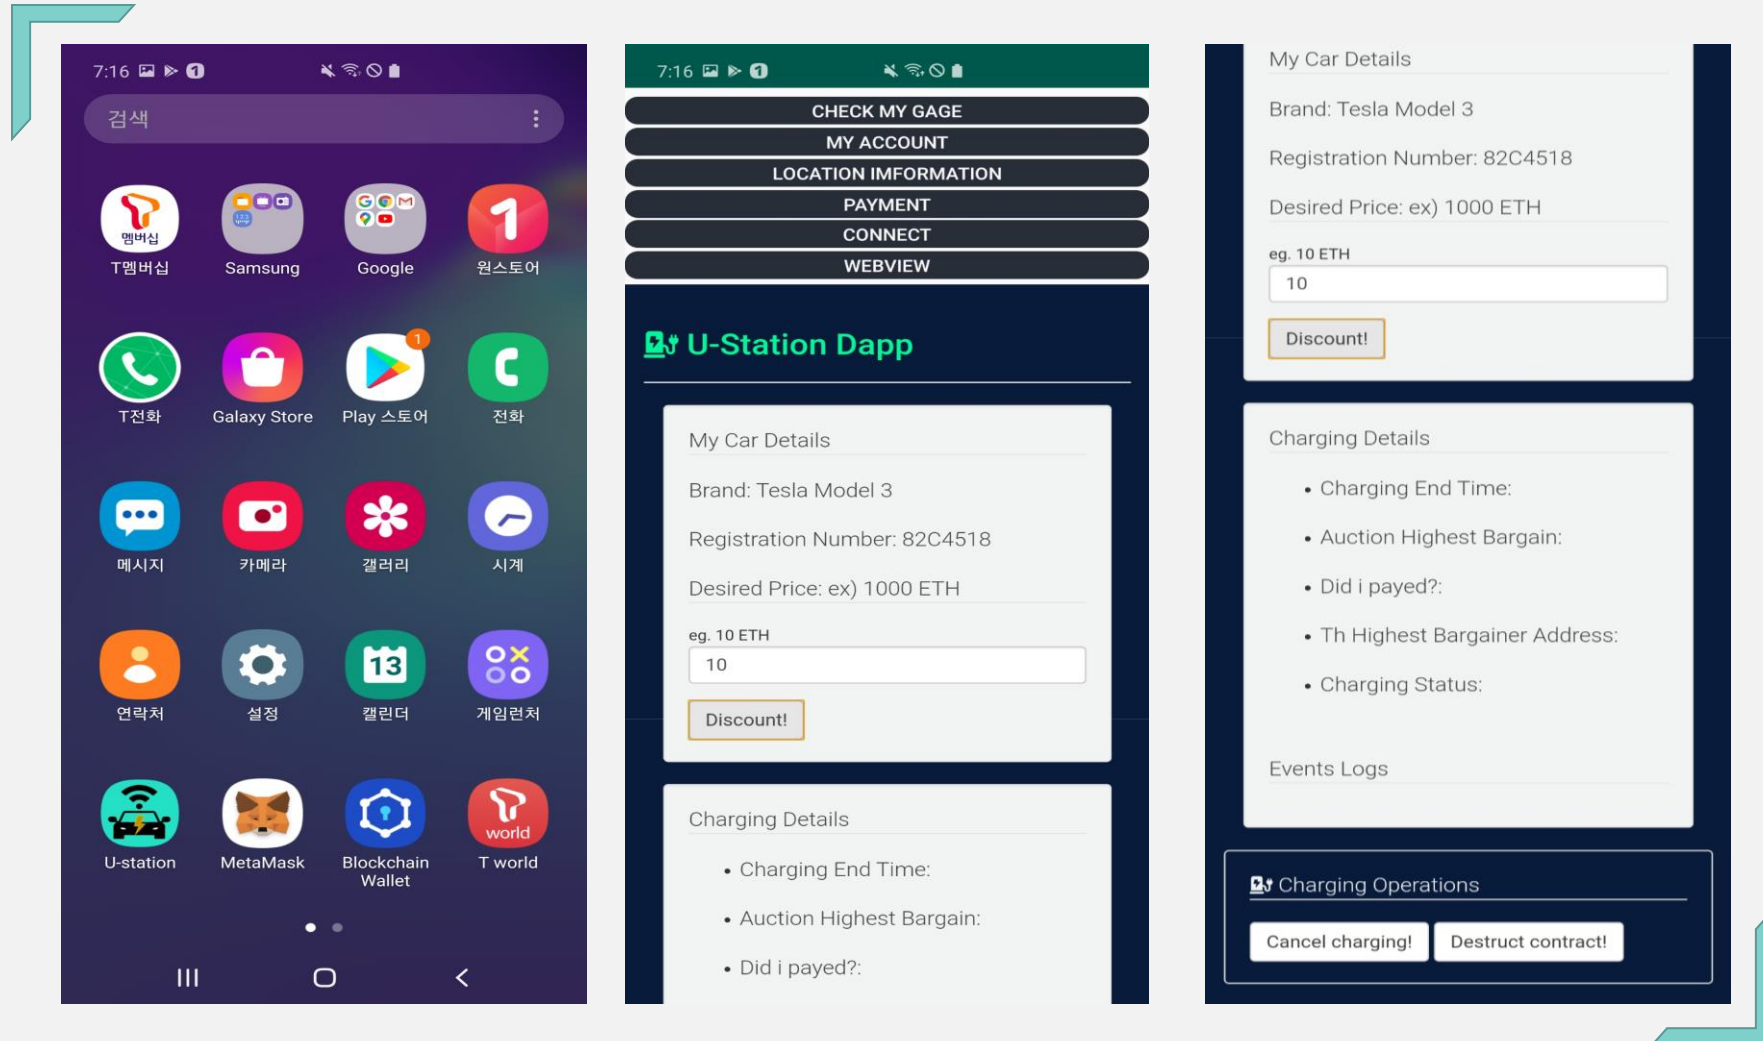 7:16
검색
멤버십
T멤버십
Samsung
Google
1
원스토어
T전화
Galaxy Store
1
Play 스토어
전화
메시지
카메라
갤러리
시계
연락처
설정
13
캘린더
게임런처
U-station
MetaMask
Blockchain
Wallet
world
T world
7:16
CHECK MY GAGE
MY ACCOUNT
LOCATION IMFORMATION
PAYMENT
CONNECT
WEBVIEW
U-Station Dapp
My Car Details
Brand: Tesla Model 3
Registration Number: 82C4518
Desired Price: ex) 1000 ETH
eg. 10 ETH
10
Discount!
Charging Details
• Charging End Time:
• Auction Highest Bargain:
• Did i payed?:
My Car Details
Brand: Tesla Model 3
Registration Number: 82C4518
Desired Price: ex) 1000 ETH
eg. 10 ETH
10
Discount!
Charging Details
• Charging End Time:
• Auction Highest Bargain:
• Did i payed?:
• Th Highest Bargainer Address:
• Charging Status:
Events Logs
Charging Operations
Cancel charging! Destruct contract!